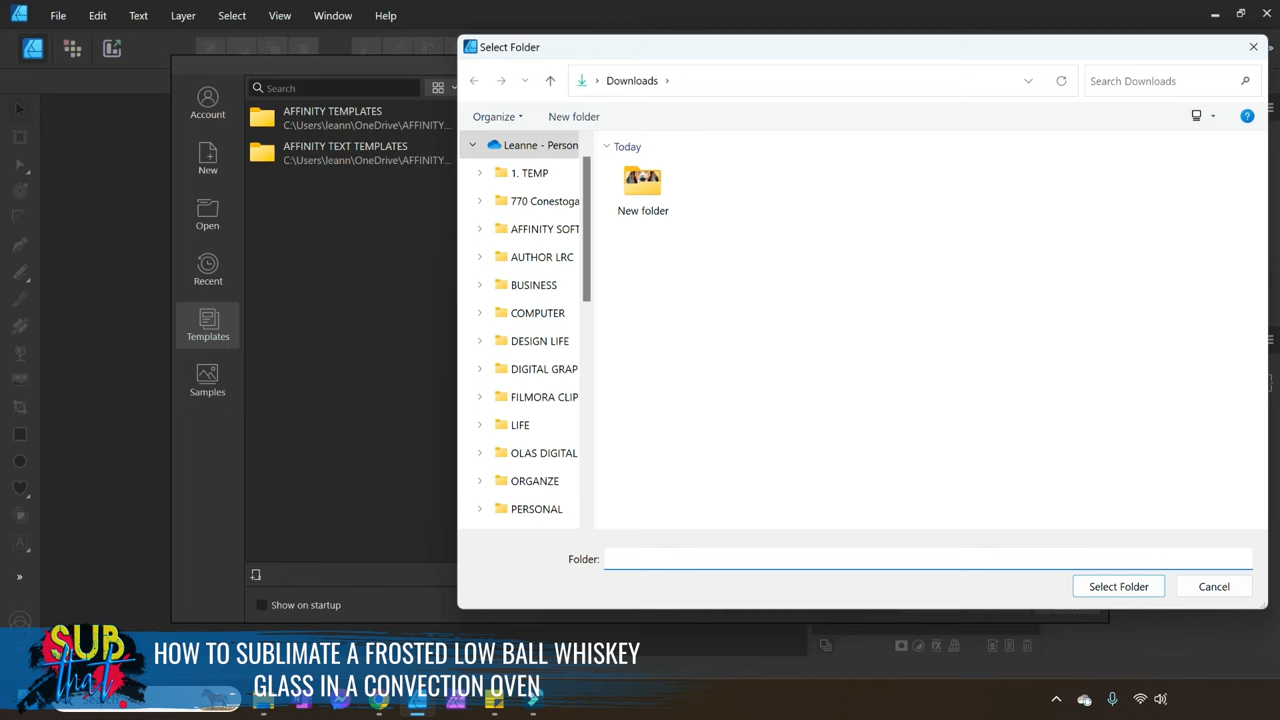 File Edit Text Layer Select View Window Help
Select Folder
Downloads
Search Downloads
Organize New folder
Search
Account
New
Open
Recent
Templates
Samples
AFFINITY TEMPLATES
C:\Users\leann\OneDrive\AFFINITY...
AFFINITY TEXT TEMPLATES
C:\Users\leann\OneDrive\AFFINITY...
Leanne - Person
1. TEMP
770 Conestoga
AFFINITY SOFT
AUTHOR LRC
BUSINESS
COMPUTER
DESIGN LIFE
DIGITAL GRAP
FILMORA CLIP
LIFE
OLAS DIGITAL
ORGANZE
PERSONAL
Today
New folder
Folder:
Select Folder Cancel
Show on startup
SUB
that
HOW TO SUBLIMATE A FROSTED LOW BALL WHISKEY
GLASS IN A CONVECTION OVEN